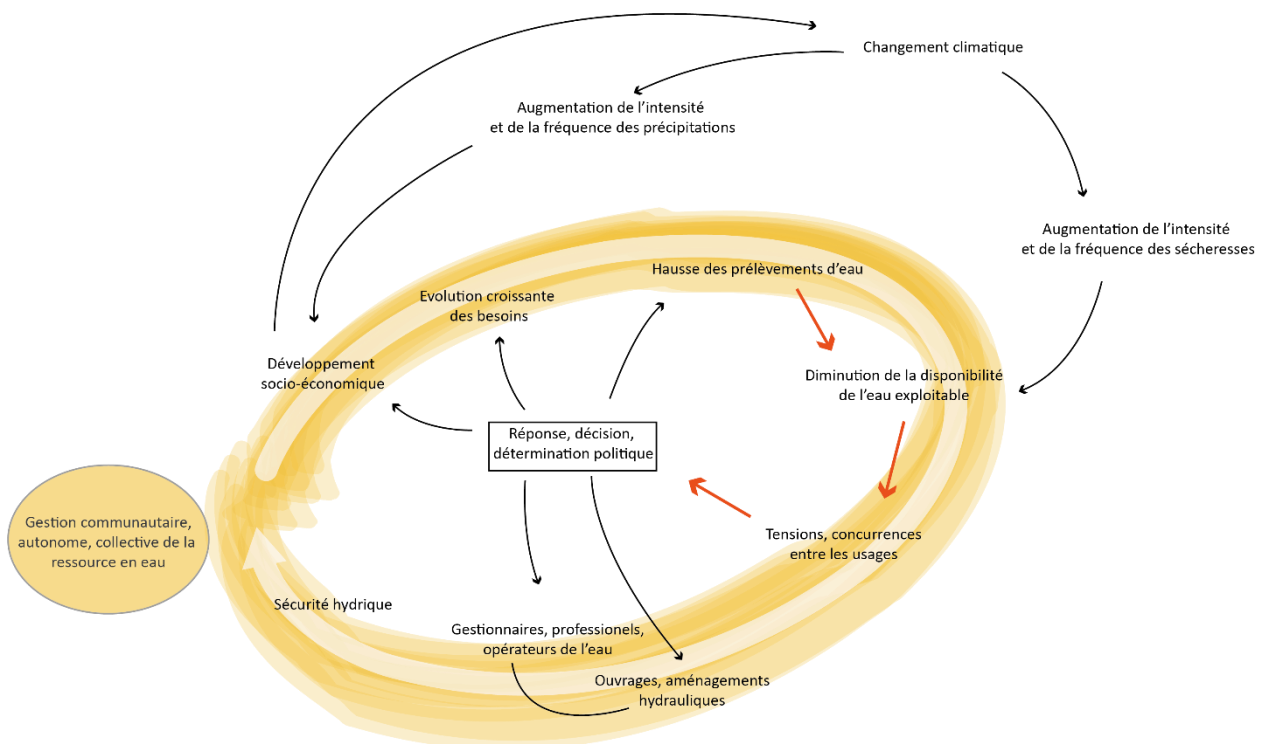 Changement climatique
Augmentation de l'intensité
et de la fréquence des précipitations
Augmentation de l'intensité
et de la fréquence des sécheresses
Hausse des prélèvements d'eau
Evolution croissante
des besoins
Développement
socio-économique
Diminution de la disponibilité
de l'eau exploitable
Réponse, décision,
détermination politique
Gestion communautaire,
autonome, collective de la
ressource en eau
Tensions, concurrences
entre les usages
Sécurité hydrique
Gestionnaires, professionels,
opérateurs de l'eau
Ouvrages, aménagements
hydrauliques